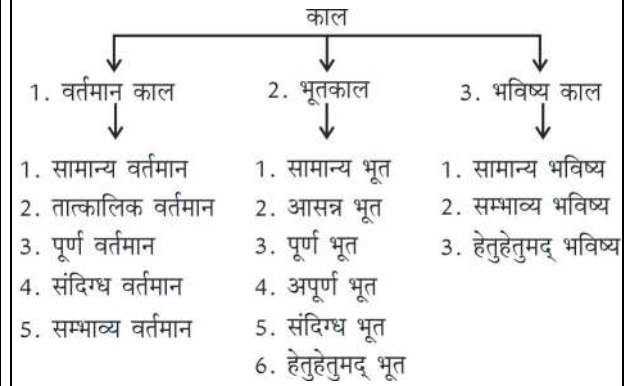 काल
1. वर्तमान काल
2. भूतकाल
3. भविष्य काल
1. सामान्य वर्तमान
2. तात्कालिक वर्तमान
3. पूर्ण वर्तमान
4. संदिग्ध वर्तमान
5. सम्भाव्य वर्तमान
1. सामान्य भूत
2. आसन्न भूत
3. पूर्ण भूत
4. अपूर्ण भूत
5. संदिग्ध भूत
6. हेतुहेतुमद् भूत
1. सामान्य भविष्य
2. सम्भाव्य भविष्य
3. हेतुहेतुमद् भविष्य